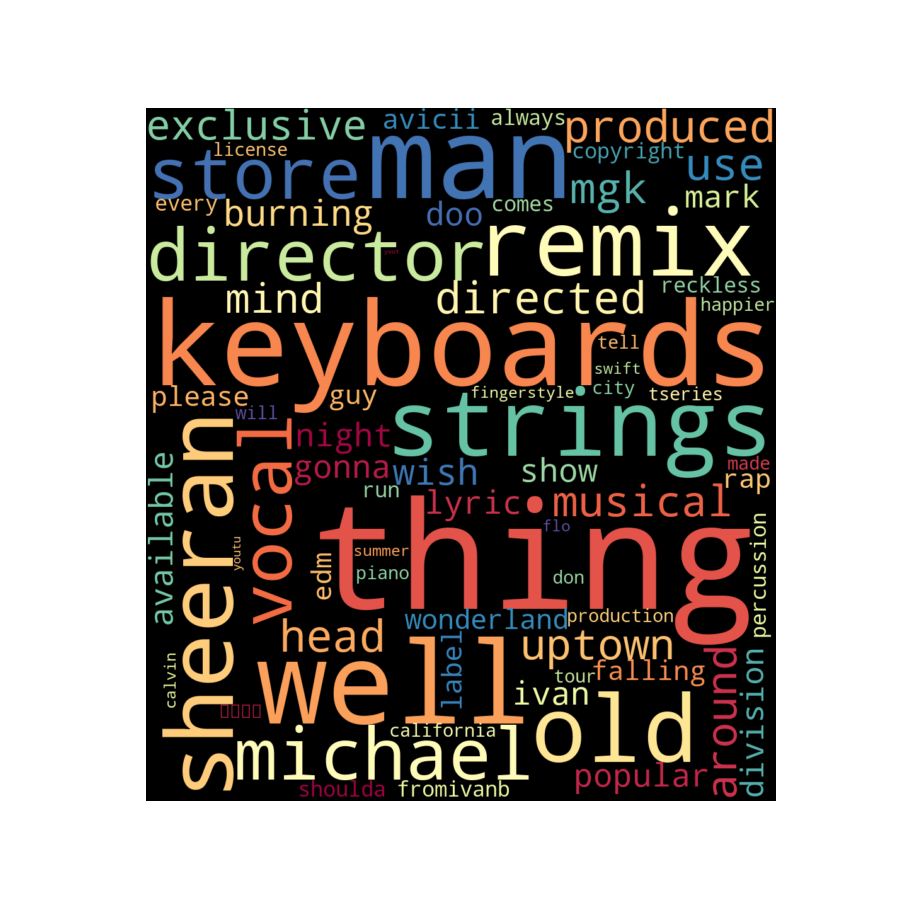 exclusive
avicii
always
produced
license
man
copyright
store
use
mgk
mark
every
burning
doo
comes
director
remix
mind
directed
reckless
happier
keyboards
tell
swift
please
guy
fingerstyle
city
tseries
will
strings
sheeran
vocal
night
gonna
wish
show
made
rap
available
run
lyric
musical
thing
flo
youtu
edm
summer
piano
don
percussion
wonderland
production
head
label
uptown
well
tour
falling
calvin
ivan
old
around
division
california
michael
popular
shoulda
fromivanb